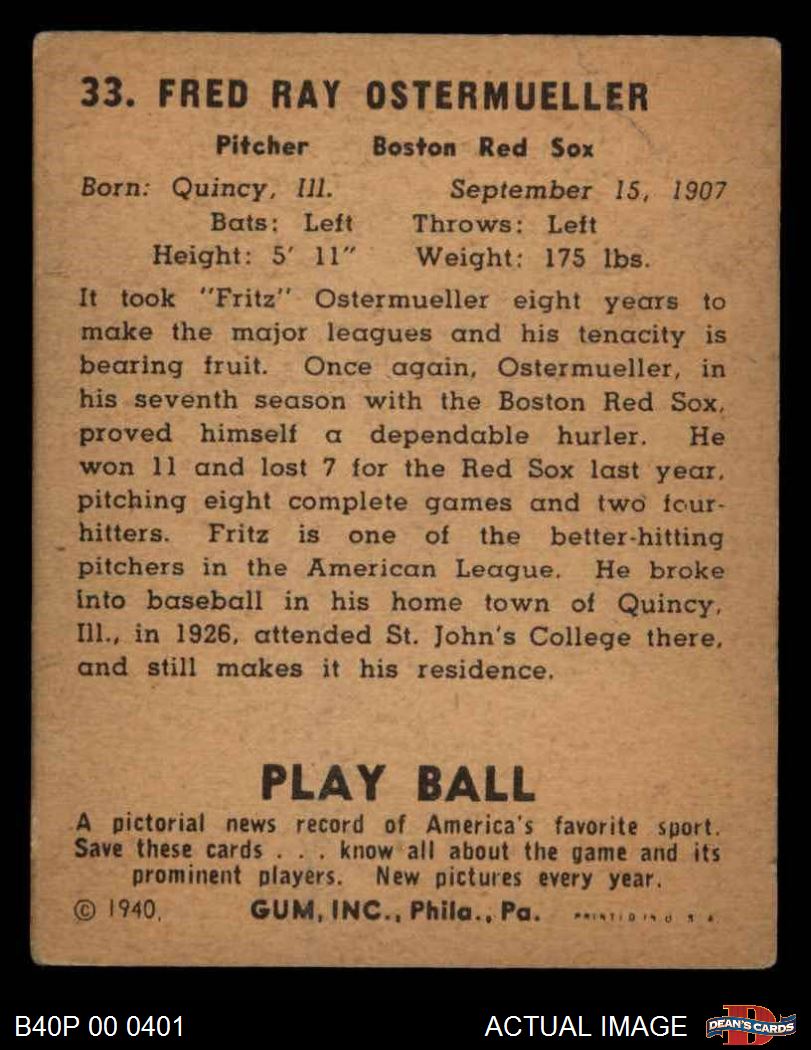 33. FRED RAY OSTERMUELLER
Pitcher Boston Red Sox
Born: Quincy, Ill. September 15, 1907
Bats: Left Throws: Left
Height: 5' 11" Weight: 175 lbs.
It took "Fritz" Ostermueller eight years to
make the major leagues and his tenacity is
bearing fruit. Once again, Ostermueller, in
his seventh season with the Boston Red Sox,
proved himself a dependable hurler. He
won 11 and lost 7 for the Red Sox last year,
pitching eight complete games and two four-
hitters. Fritz is one of the better-hitting
pitchers in the American League. He broke
into baseball in his home town of Quincy,
Ill., in 1926, attended St. John's College there,
and still makes it his residence.
PLAY BALL
A pictorial news record of America's favorite sport.
Save these cards . . . know all about the game and its
prominent players. New pictures every year.
© 1940, GUM, INC., Phila., Pa. PRINTED IN U S A
B40P 00 0401 ACTUAL IMAGE D DEAN'S CARDS